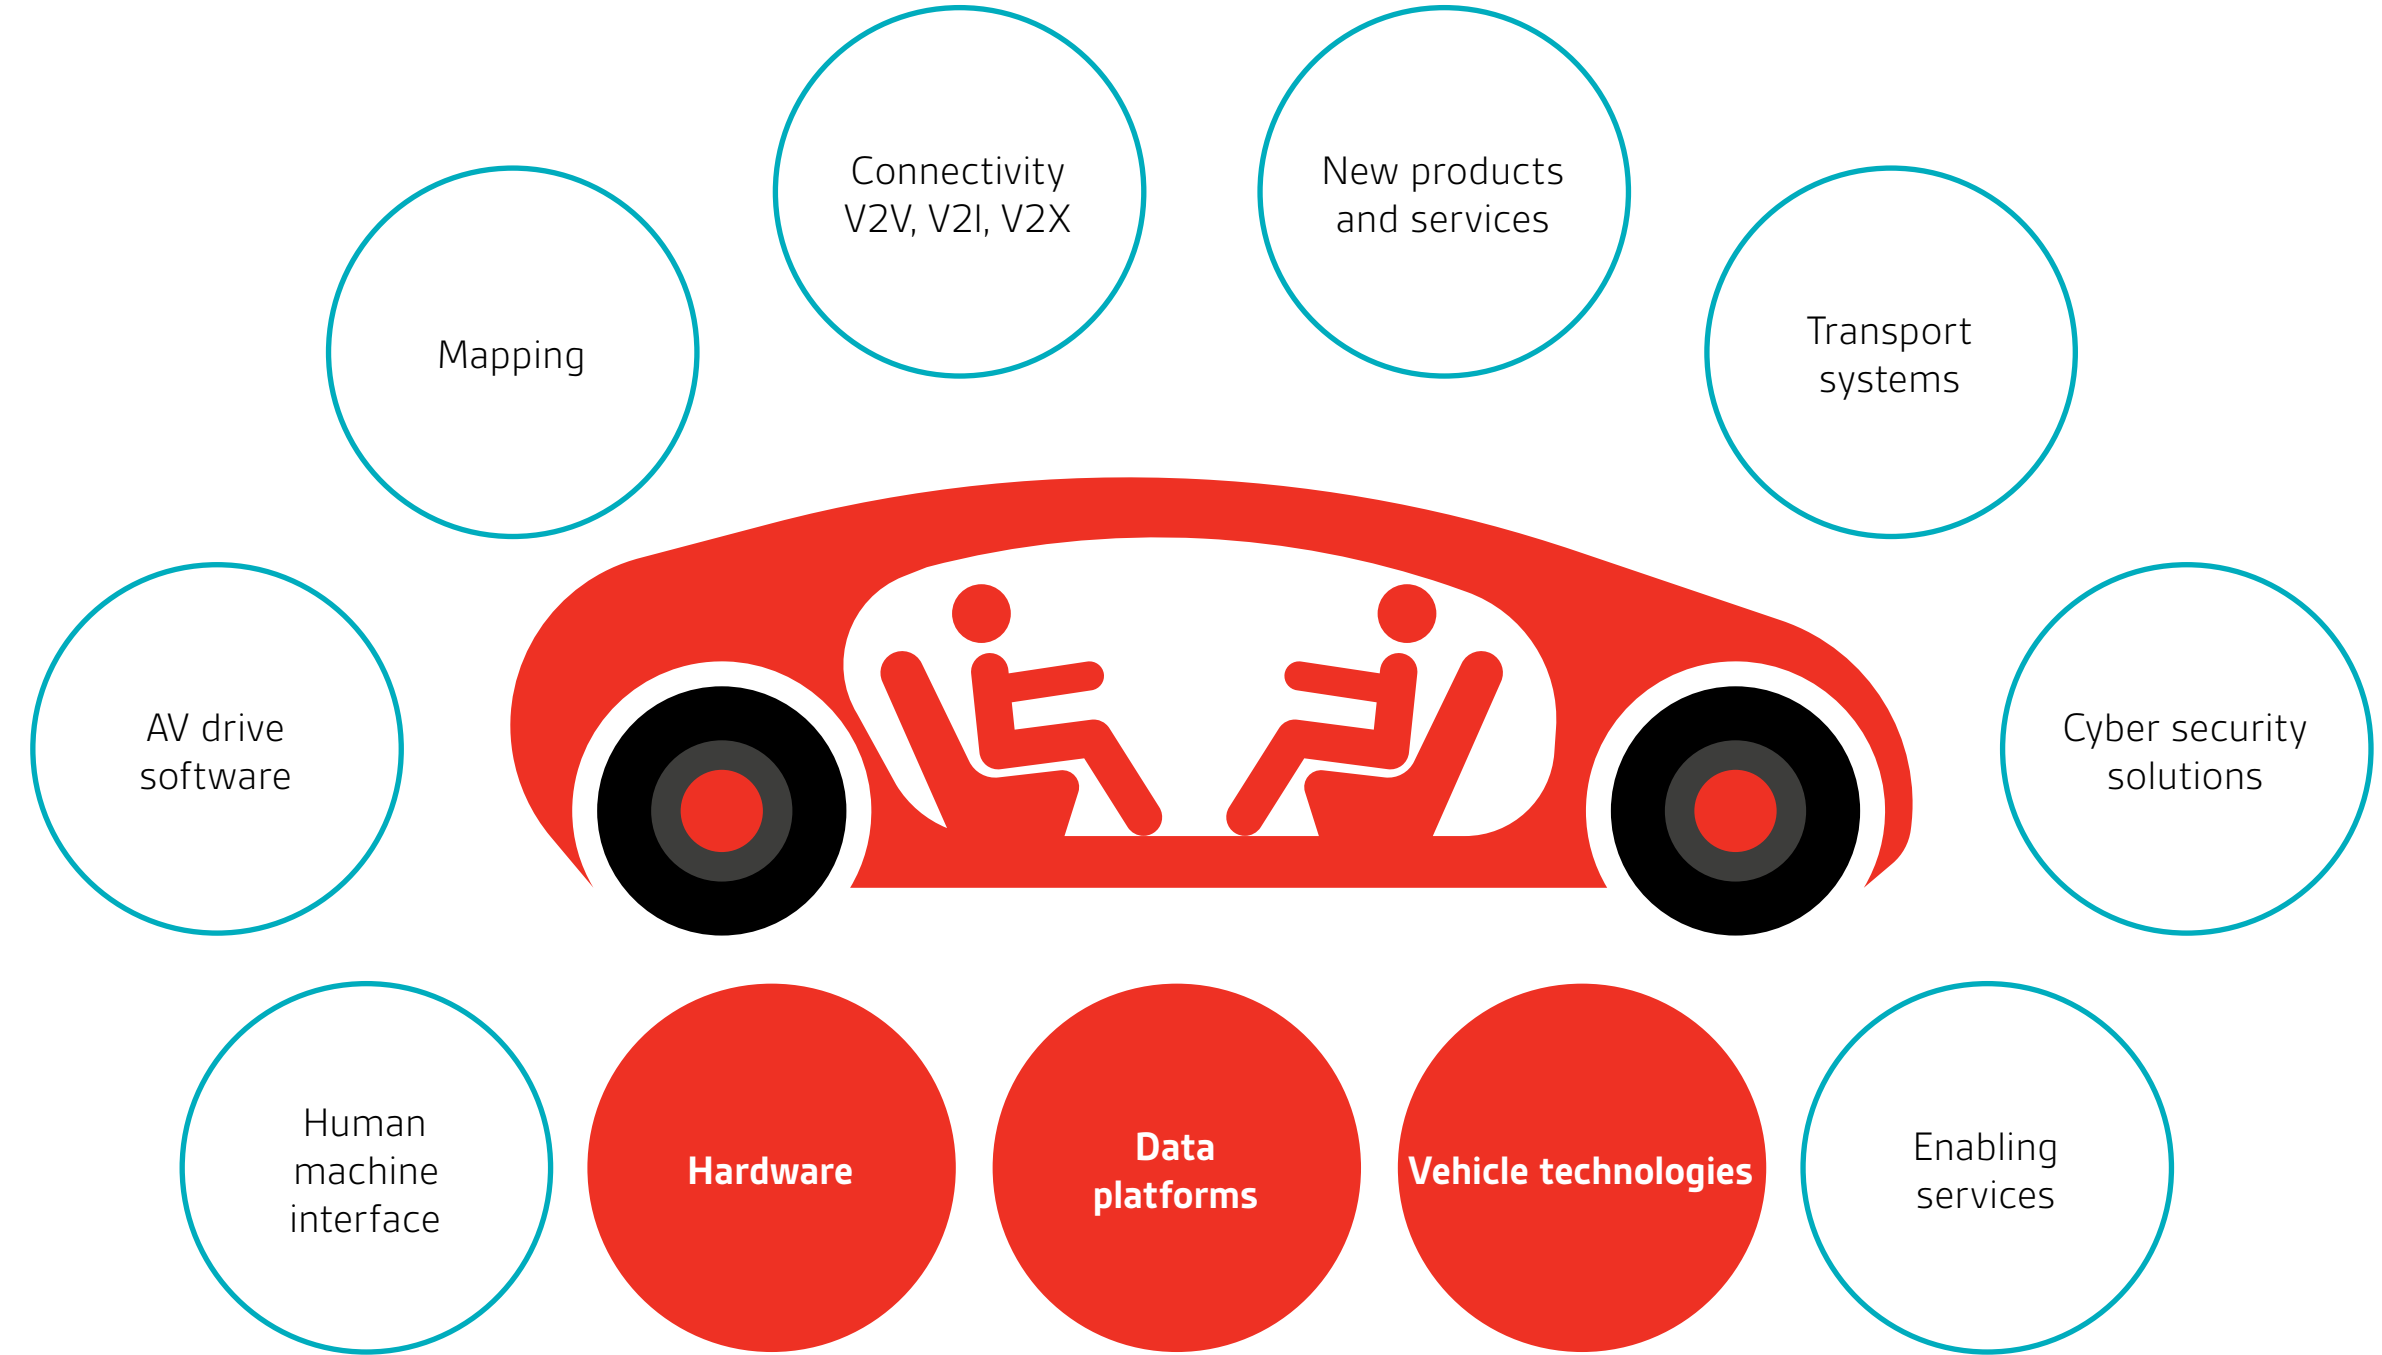 Connectivity
V2V, V2I, V2X
New products
and services
Mapping
Transport
systems
AV drive
software
Cyber security
solutions
Human
machine
interface
Hardware
Data
platforms
Vehicle technologies
Enabling
services